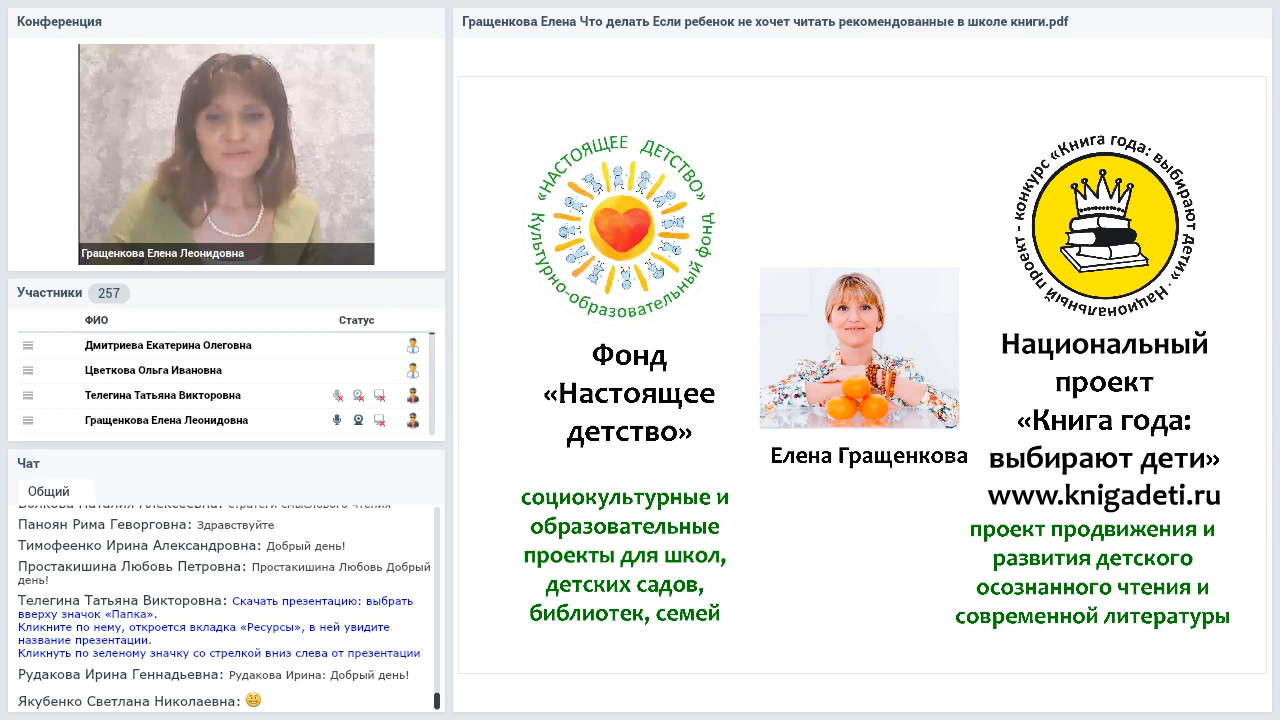 Конференция
Гращенкова Елена Леонидовна
Участники 257
ФИО Статус
Дмитриева Екатерина Олеговна
Цветкова Ольга Ивановна
Телегина Татьяна Викторовна
Гращенкова Елена Леонидовна
Чат
Общий
Волкова Наталия Алексеевна: стратегии смыслового чтения
Паноян Рима Геворговна: Здравствуйте
Тимофеенко Ирина Александровна: Добрый день!
Простакишина Любовь Петровна: Простакишина Любовь Добрый
день!
Телегина Татьяна Викторовна: Скачать презентацию: выбрать
вверху значок «Папка».
Кликните по нему, откроется вкладка «Ресурсы», в ней увидите
название презентации.
Кликнуть по зеленому значку со стрелкой вниз слева от презентации
Рудакова Ирина Геннадьевна: Рудакова Ирина: Добрый день!
Якубенко Светлана Николаевна:
Гращенкова Елена Что делать Если ребенок не хочет читать рекомендованные в школе книги.pdf
«НАСТОЯЩЕЕ ДЕТСТВО»
Культурно-образовательный фонд
Фонд
«Настоящее
детство»
социокультурные и
образовательные
проекты для школ,
детских садов,
библиотек, семей
Елена Гращенкова
Национальный проект - конкурс «Книга года: выбирают дети».
Национальный
проект
«Книга года:
выбирают дети»
www.knigadeti.ru
проект продвижения и
развития детского
осознанного чтения и
современной литературы